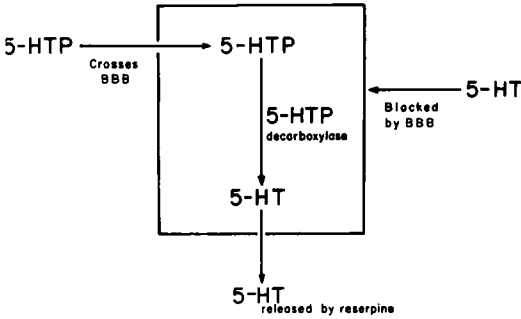 5-HTP
Crosses
BBB
5-HTP
5-HT
Blocked
by BBB
5-HTP
decarboxylase
5-HT
5-HT
released by reserpine